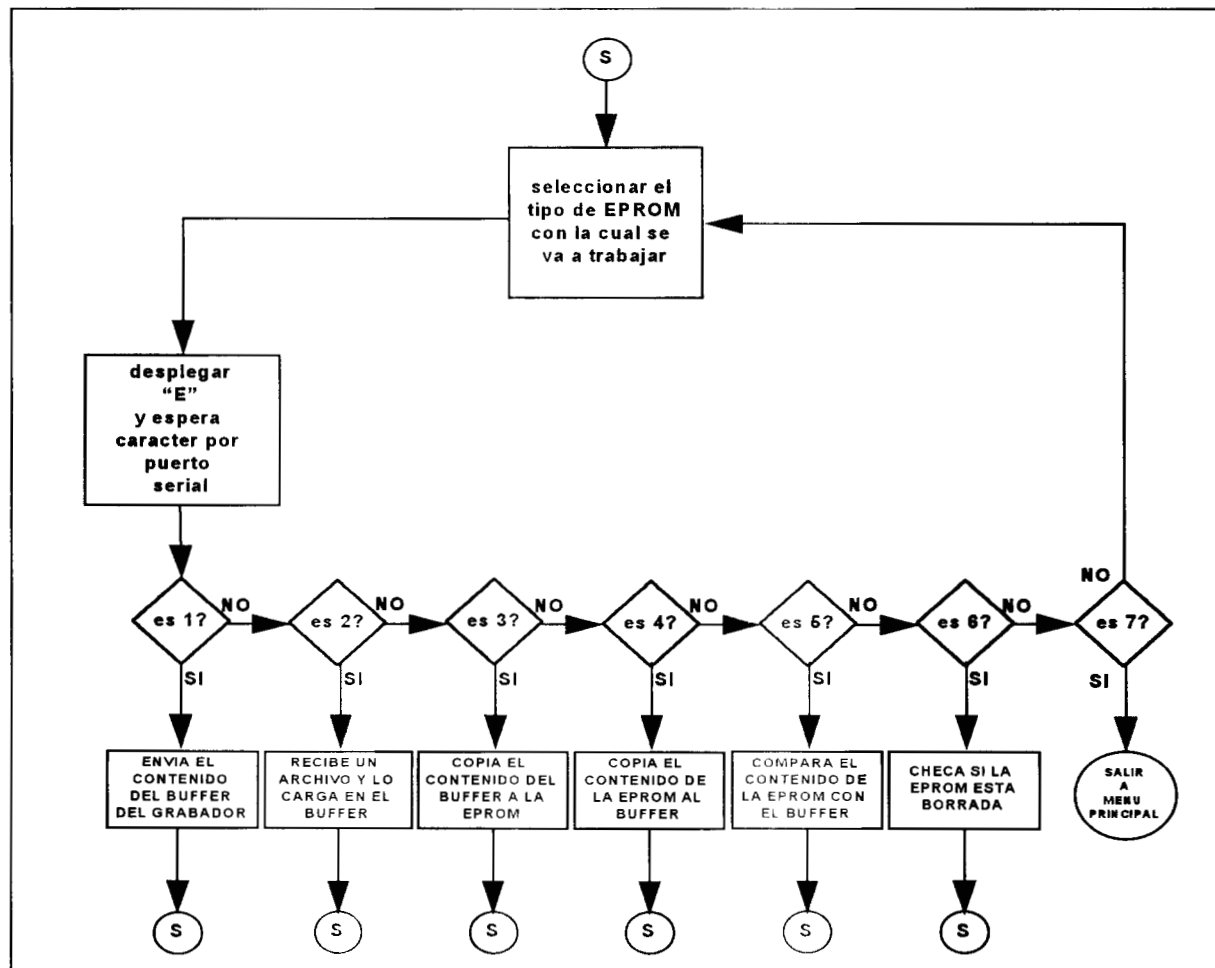 S
seleccionar el
tipo de EPROM
con la cual se
va a trabajar
desplegar
“E”
y espera
caracter por
puerto
serial
NO
es 1?
NO
es 2?
NO
es 3?
NO
es 4?
NO
es 5?
NO
es 6?
NO
es 7?
SI
SI
SI
SI
SI
SI
SI
ENVIA EL
CONTENIDO
DEL BUFFER
DEL GRABADOR
RECIBE UN
ARCHIVO Y LO
CARGA EN EL
BUFFER
COPIA EL
CONTENIDO DEL
BUFFER A LA
EPROM
COPIA EL
CONTENIDO DE
LA EPROM AL
BUFFER
COMPARA EL
CONTENIDO DE
LA EPROM CON
EL BUFFER
CHECA SI LA
EPROM ESTA
BORRADA
SALIR
A
MENU
PRINCIPAL
S
S
S
S
S
S